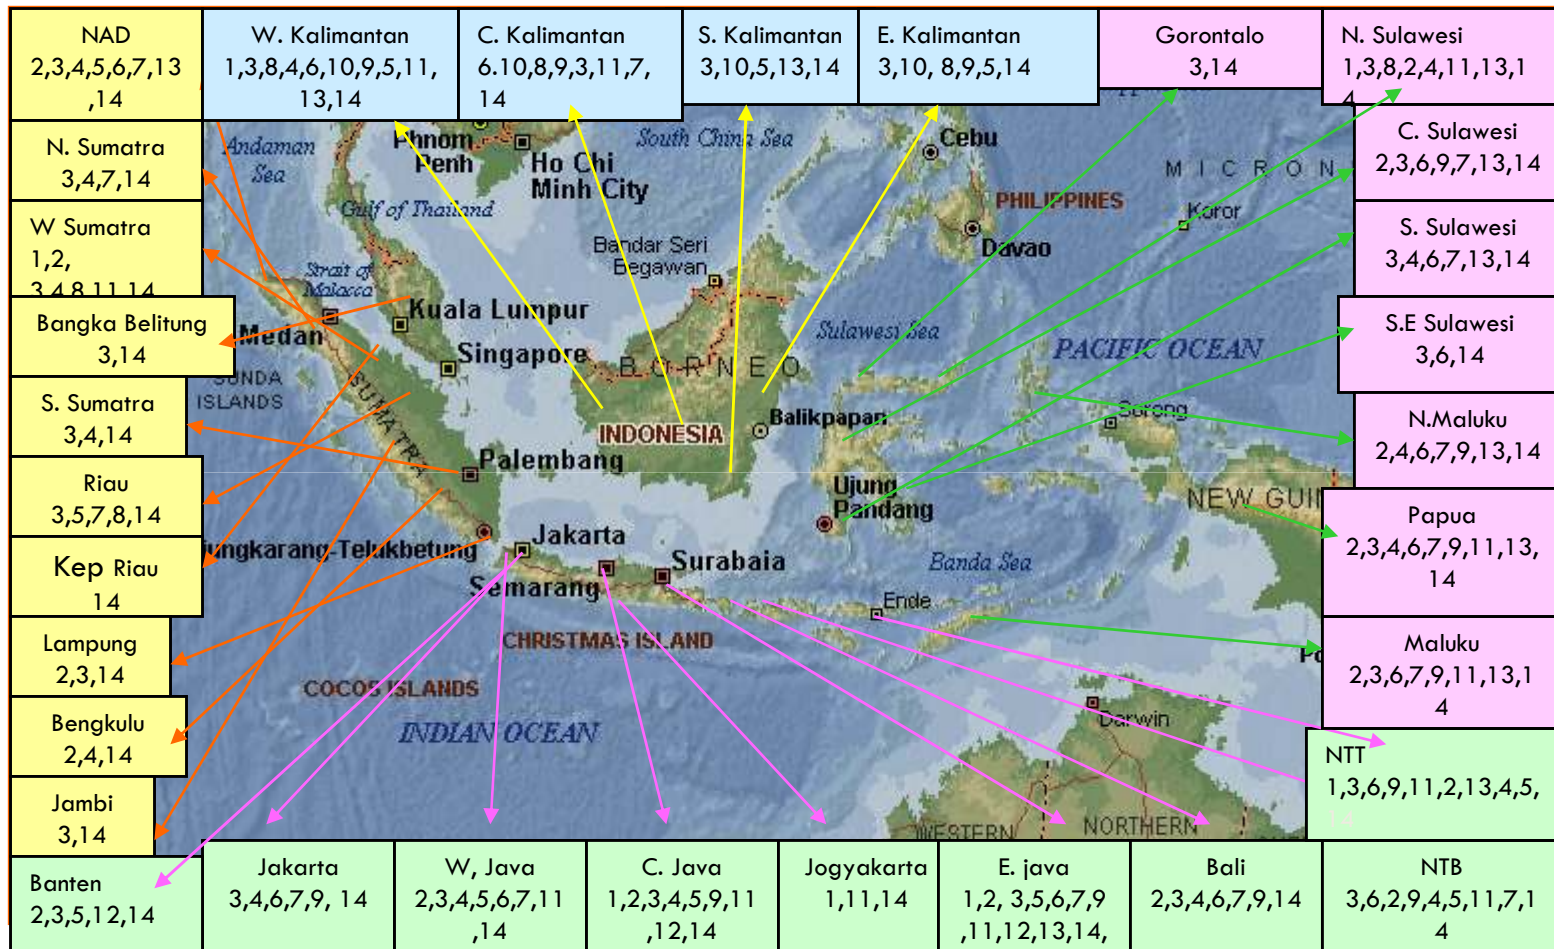 NAD
2,3,4,5,6,7,13
,14
W. Kalimantan
1,3,8,4,6,10,9,5,11,
13,14
C. Kalimantan
6.10,8,9,3,11,7,
14
S. Kalimantan
3,10,5,13,14
E. Kalimantan
3,10, 8,9,5,14
Gorontalo
3,14
N. Sulawesi
1,3,8,2,4,11,13,1
4
N. Sumatra
3,4,7,14
W Sumatra
1,2,
3,4,8,11,14
Bangka Belitung
3,14
S. Sumatra
3,4,14
Riau
3,5,7,8,14
Kep Riau
14
Lampung
2,3,14
Bengkulu
2,4,14
Jambi
3,14
C. Sulawesi
2,3,6,9,7,13,14
S. Sulawesi
3,4,6,7,13,14
S.E Sulawesi
3,6,14
N.Maluku
2,4,6,7,9,13,14
Papua
2,3,4,6,7,9,11,13,
14
Maluku
2,3,6,7,9,11,13,1
4
NTT
1,3,6,9,11,2,13,4,5,
Andaman
Sea
Phnom
Penh
Ho Chi
Minh City
South China Sea
Cebu
MICRON
Gulf of Thailand
PHILIPPINES
Koror
Davao
Bandar Seri
Begawan
Strait of
Malacca
Medan
Kuala Lumpur
Singapore
Sulawesi Sea
PACIFIC OCEAN
BORNEO
SUNDA
ISLANDS
SUMATRA
Balikpapan
INDONESIA
Sorong
Palembang
Ujung
Pandang
NEW GUI
ungkarang-Telukbetung
Jakarta
Semarang
Surabaia
Banda Sea
Ende
CHRISTMAS ISLAND
COCOS ISLANDS
INDIAN OCEAN
Darwin
WESTERN
NORTHERN
Banten
2,3,5,12,14
Jakarta
3,4,6,7,9, 14
W, Java
2,3,4,5,6,7,11
,14
C. Java
1,2,3,4,5,9,11
,12,14
Jogyakarta
1,11,14
E. java
1,2, 3,5,6,7,9
,11,12,13,14,
Bali
2,3,4,6,7,9,14
NTB
3,6,2,9,4,5,11,7,1
4